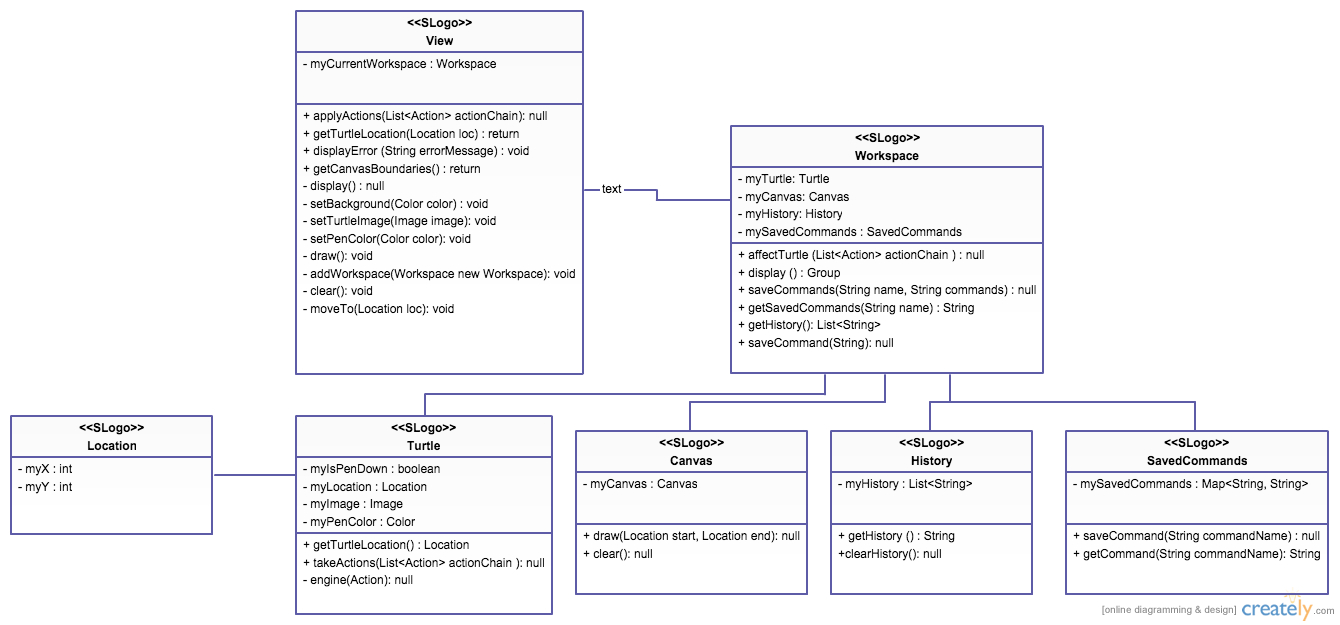 <<SLogo>>
View
- myCurrentWorkspace : Workspace
+ applyActions(List<Action> actionChain): null
+ getTurtleLocation(Location loc) : return
+ displayError (String errorMessage) : void
+ getCanvasBoundaries() : return
- display() : null
- setBackground(Color color) : void
- setTurtleImage(Image image): void
- setPenColor(Color color): void
- draw(): void
- addWorkspace(Workspace new Workspace): void
- clear(): void
- moveTo(Location loc): void
text
<<SLogo>>
Workspace
- myTurtle: Turtle
- myCanvas: Canvas
- myHistory: History
- mySavedCommands : SavedCommands
+ affectTurtle (List<Action> actionChain ) : null
+ display () : Group
+ saveCommands(String name, String commands) : null
+ getSavedCommands(String name) : String
+ getHistory(): List<String>
+ saveCommand(String): null
<<SLogo>>
Location
- myX : int
- myY : int
<<SLogo>>
Turtle
- myIsPenDown : boolean
- myLocation : Location
- myImage : Image
- myPenColor : Color
+ getTurtleLocation() : Location
+ takeActions(List<Action> actionChain ): null
- engine(Action): null
<<SLogo>>
Canvas
- myCanvas : Canvas
+ draw(Location start, Location end): null
+ clear(): null
<<SLogo>>
History
- myHistory : List<String>
+ getHistory () : String
+clearHistory(): null
<<SLogo>>
SavedCommands
- mySavedCommands : Map<String, String>
+ saveCommand(String commandName) : null
+ getCommand(String commandName): String
[online diagramming & design] creately.com